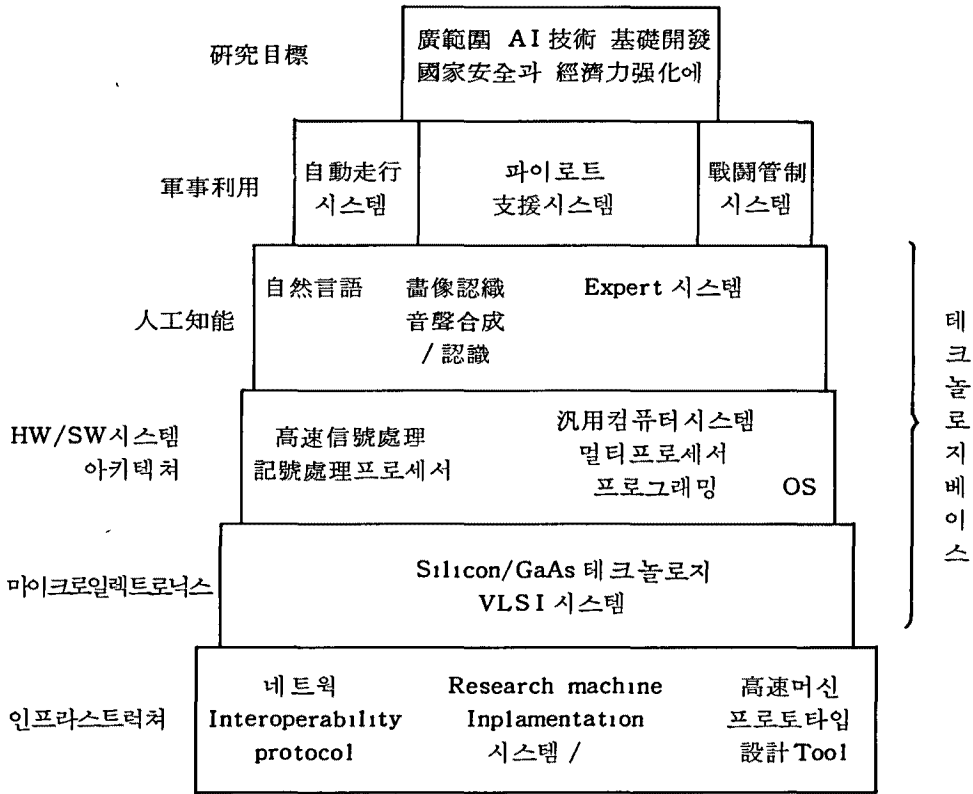 研究目標
廣範圍 AI 技術 基礎開發
國家安全과 經濟力强化에
軍事利用
自動走行
시스템
파이로트
支援시스템
戰鬪管制
시스템
人工知能
自然言語
畵像認織
音聲合成
/ 認識
Expert 시스템
HW/SW시스템
아키텍쳐
高速信號處理
記號處理프로세서
汎用컴퓨터시스템
멀티프로세서
프로그래밍 OS
마이크로일렉트로닉스
Silicon/GaAs 테크놀로지
VLSI 시스템
인프라스트럭쳐
네트웍
Interoperability
protocol
Research machine
Inplamentation
시스템 /
高速머신
프로토타입
設計 Tool
테
크
놀
로
지
베
이
스